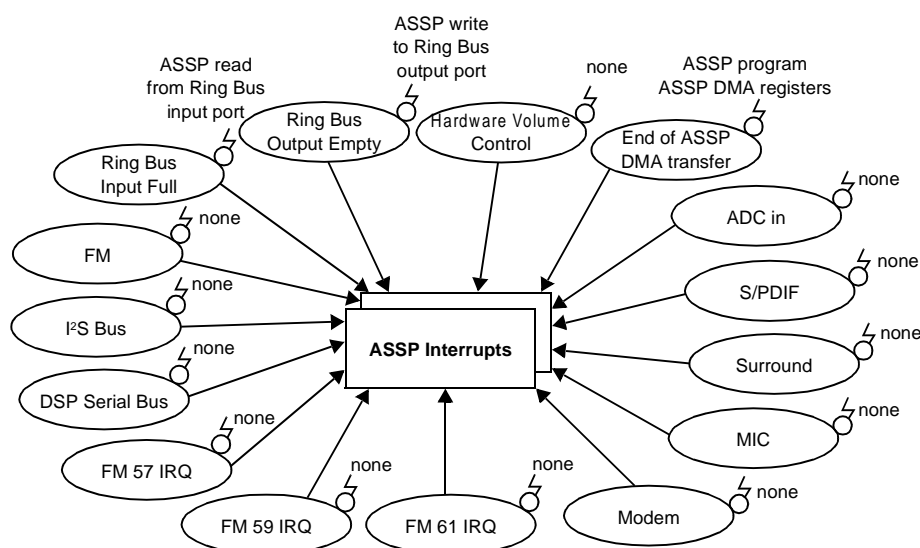 ASSP write
to Ring Bus
output port
ASSP read
from Ring Bus
input port
none
ASSP program
ASSP DMA registers
Ring Bus
Output Empty
Hardware Volume
Control
End of ASSP
DMA transfer
Ring Bus
Input Full
none
ADC in
none
FM
none
S/PDIF
none
I²S Bus
none
ASSP Interrupts
Surround
none
DSP Serial Bus
none
MIC
none
FM 57 IRQ
none
FM 59 IRQ
none
FM 61 IRQ
none
Modem
none